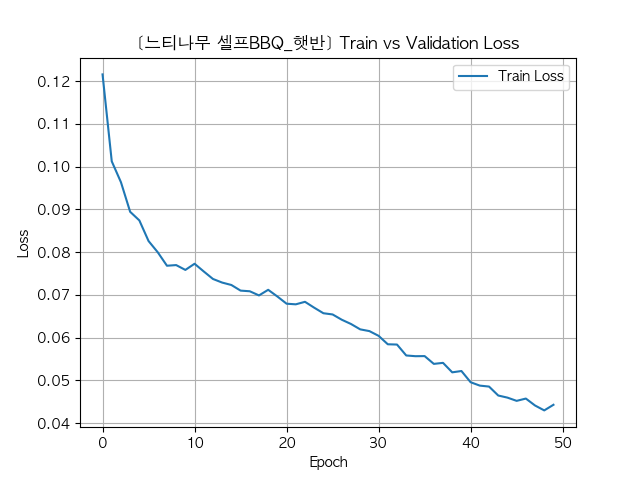 [느티나무 셀프BBQ_햇반] Train vs Validation Loss
Train Loss
0.12
0.11
0.10
0.09
0.08
0.07
0.06
0.05
0.04
Loss
0 10 20 30 40 50
Epoch